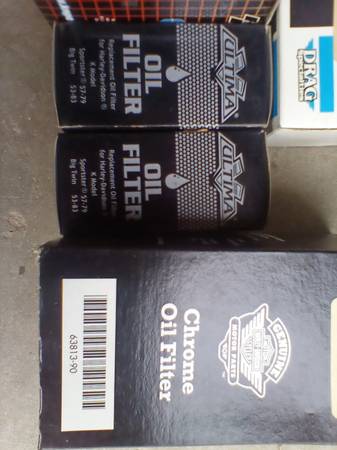 ULTIMA®
OIL
FILTER
Replacement Oil Filter
for Harley-Davidson ®
K Model
Sportster ® 57-79
Big Twin 53-83
ULTIMA®
OIL
FILTER
Replacement Oil Filter
for Harley-Davidson ®
K Model
Sportster ® 57-79
Big Twin 53-83
DRAG
GENUINE
MOTOR PARTS
Chrome
Oil Filter
63813-90